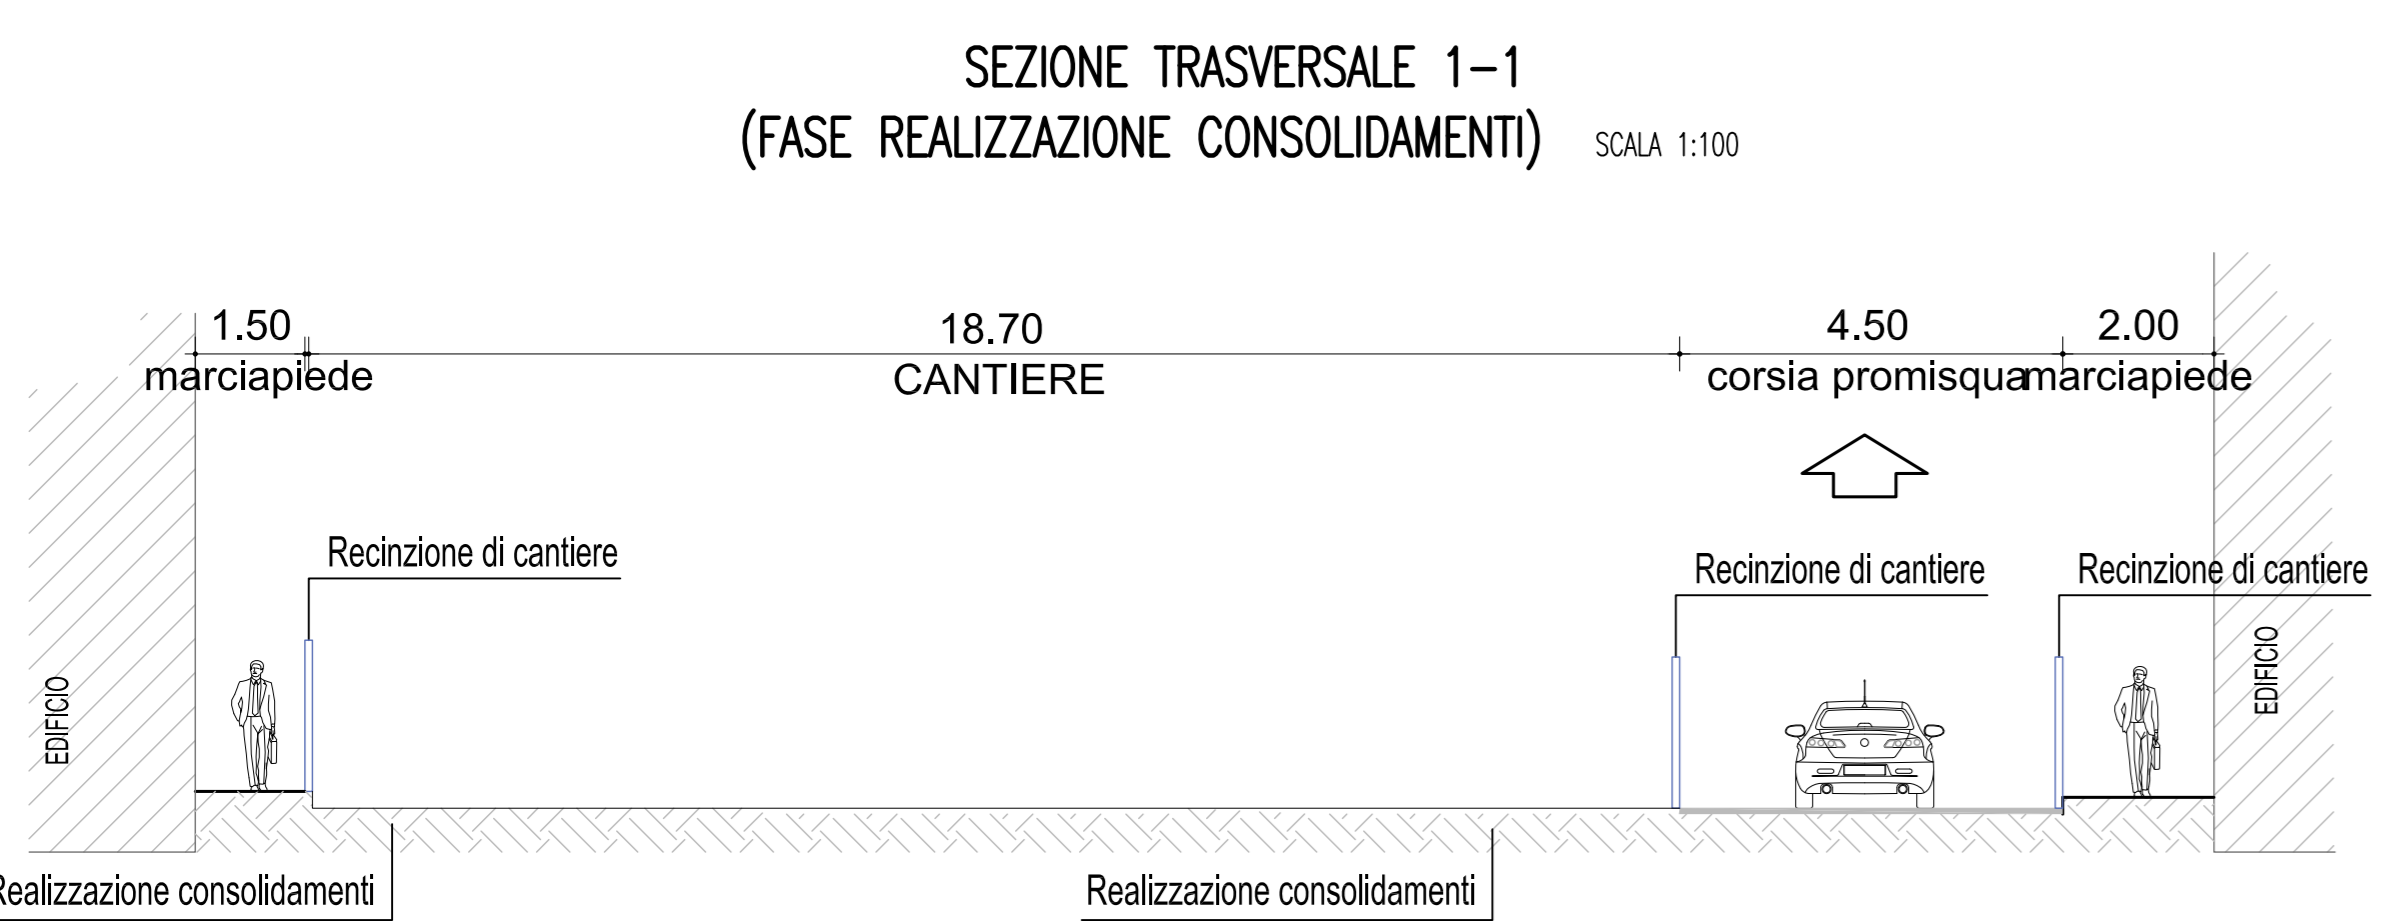 SEZIONE TRASVERSALE 1-1
(FASE REALIZZAZIONE CONSOLIDAMENTI) SCALA 1:100
1.50 18.70 4.50 2.00
marciapiede CANTIERE corsia promisqua marciapiede
Recinzione di cantiere
Recinzione di cantiere
Recinzione di cantiere
EDIFICIO
EDIFICIO
Realizzazione consolidamenti
Realizzazione consolidamenti